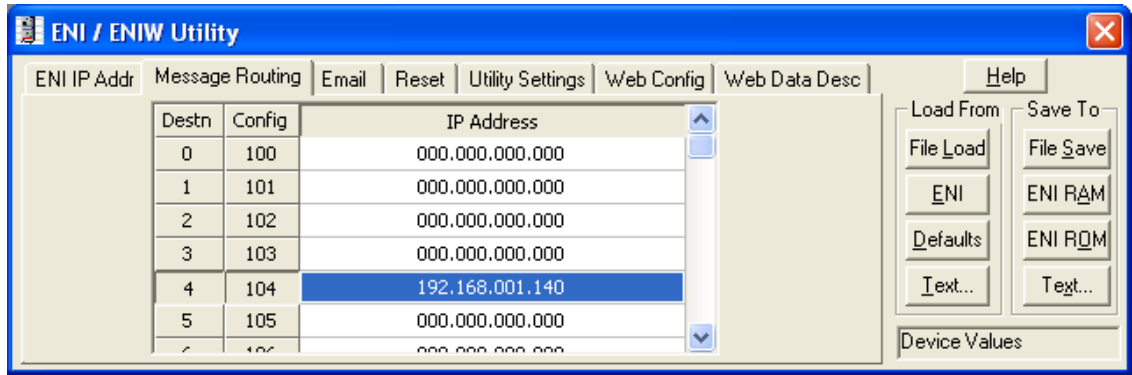 ENI / ENIW Utility
ENI IP Addr Message Routing Email Reset Utility Settings Web Config Web Data Desc Help
Destn Config IP Address Load From Save To
0 100 000.000.000.000 File Load File Save
1 101 000.000.000.000
2 102 000.000.000.000 ENI ENI RAM
3 103 000.000.000.000 Defaults ENI ROM
4 104 192.168.001.140 Text... Text...
5 105 000.000.000.000
Device Values